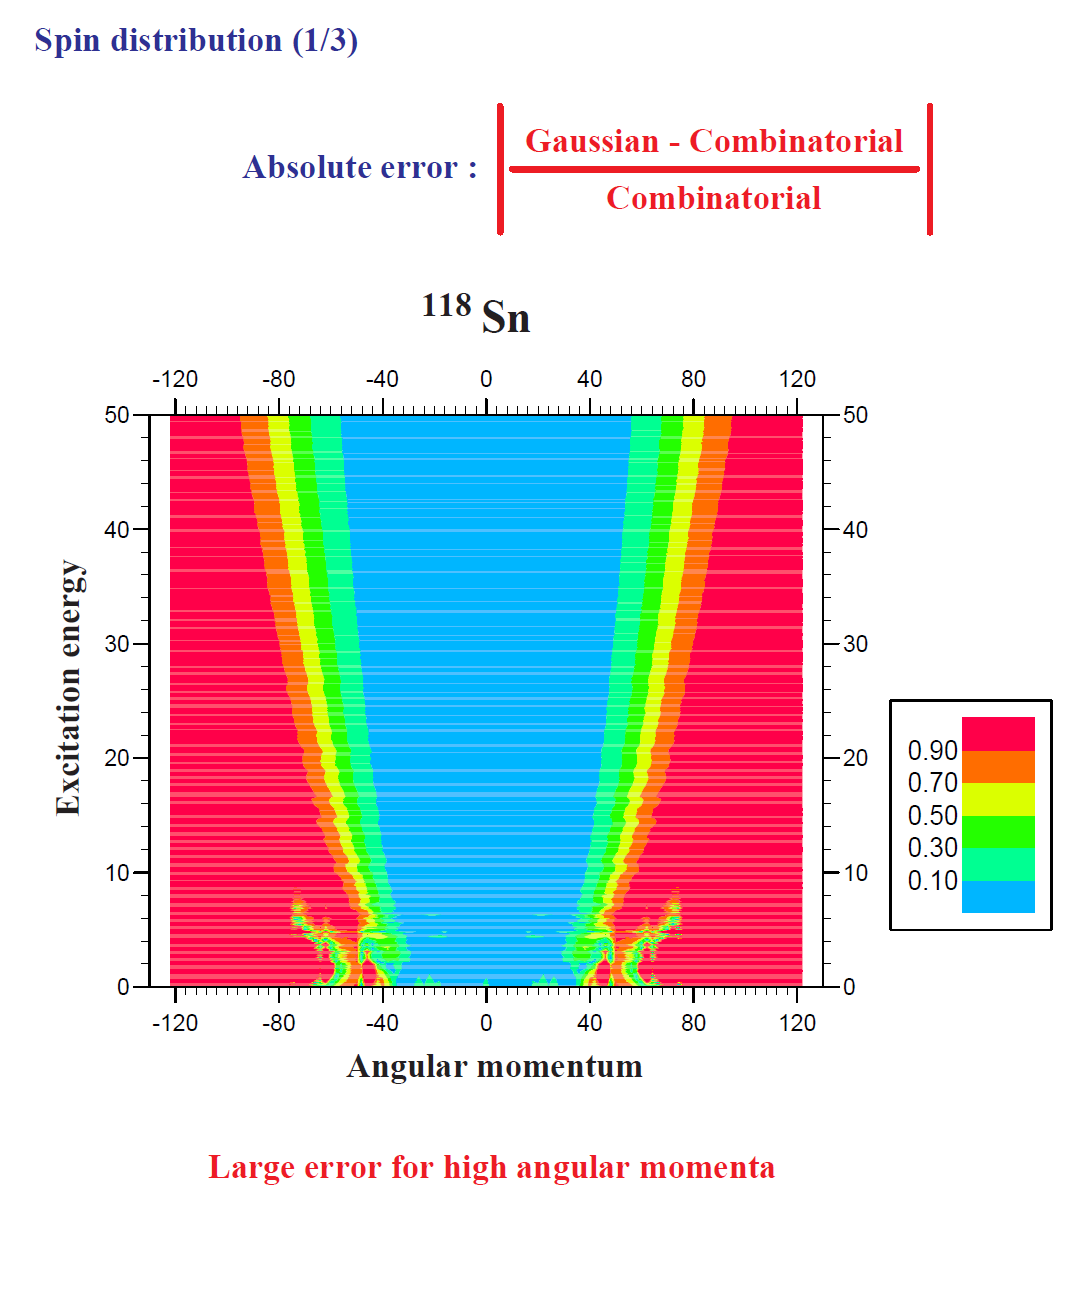 Spin distribution (1/3)
Absolute error :
Gaussian - Combinatorial
Combinatorial
118 Sn
-120 -80 -40 0 40 80 120
50 50
40 40
30 30
20 20
10 10
0 0
Excitation energy
0.90
0.70
0.50
0.30
0.10
-120 -80 -40 0 40 80 120
Angular momentum
Large error for high angular momenta